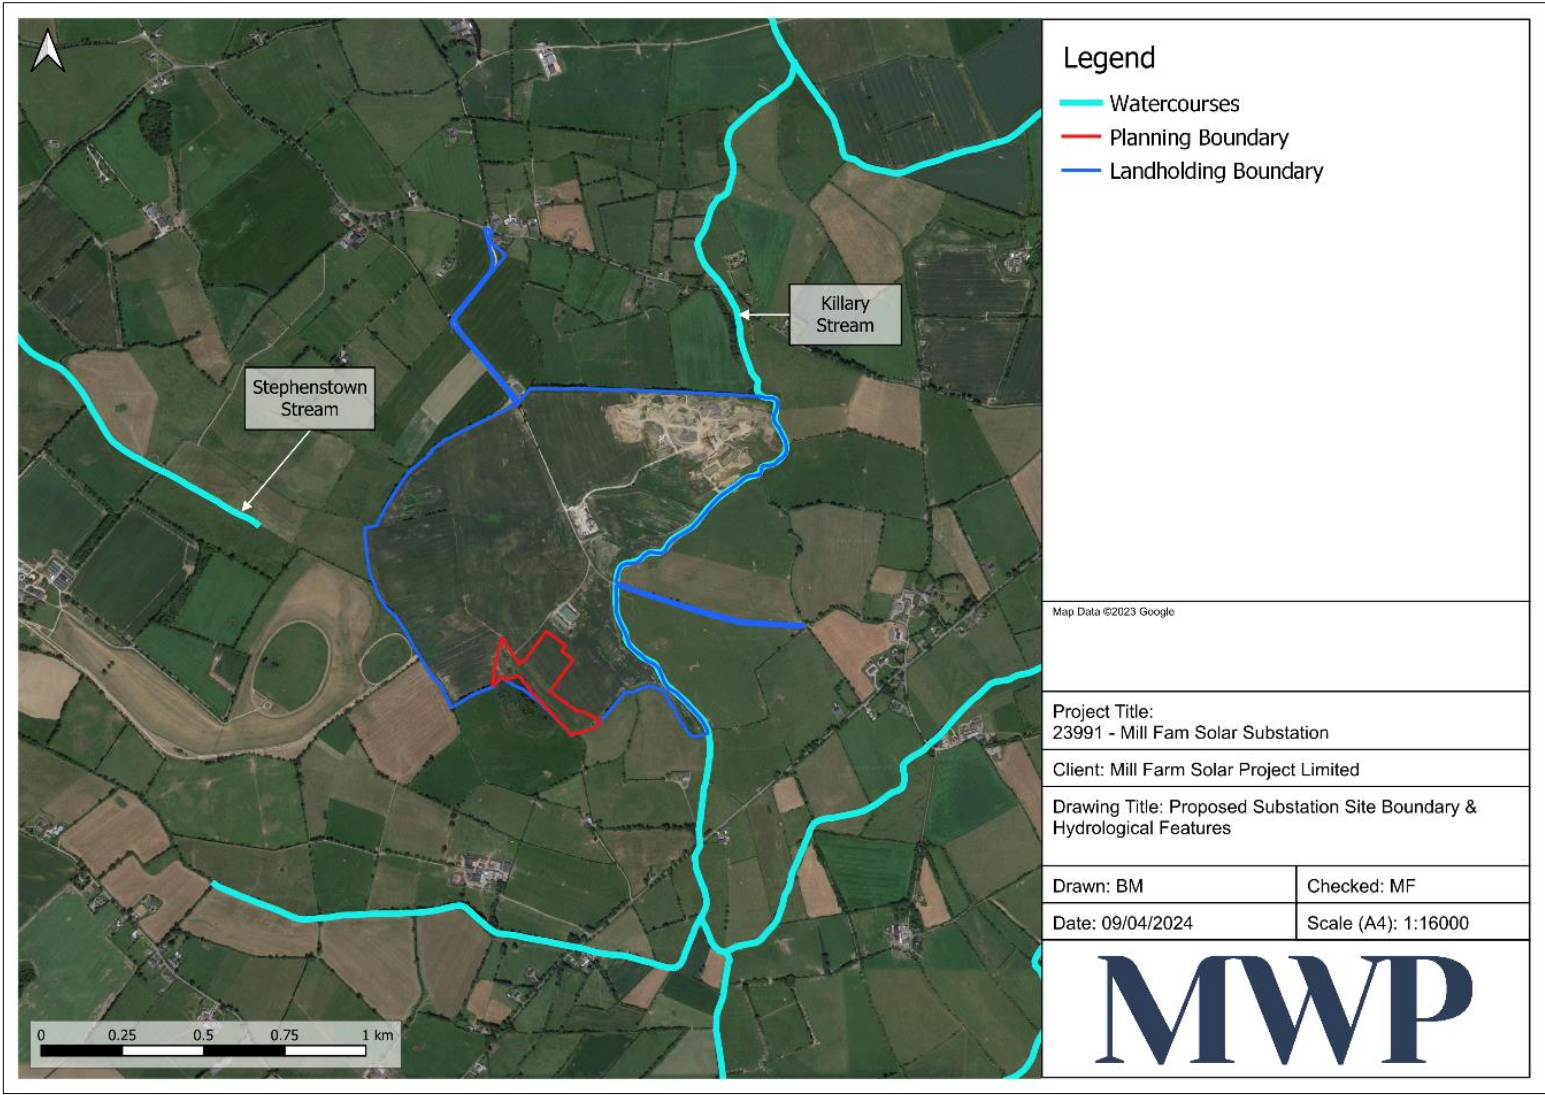 Legend
Watercourses
Planning Boundary
Landholding Boundary
Killary
Stream
Stephenstown
Stream
0 0.25 0.5 0.75 1 km
Map Data ©2023 Google
Project Title:
23991 - Mill Fam Solar Substation
Client: Mill Farm Solar Project Limited
Drawing Title: Proposed Substation Site Boundary &
Hydrological Features
Drawn: BM
Checked: MF
Date: 09/04/2024
Scale (A4): 1:16000
MWP